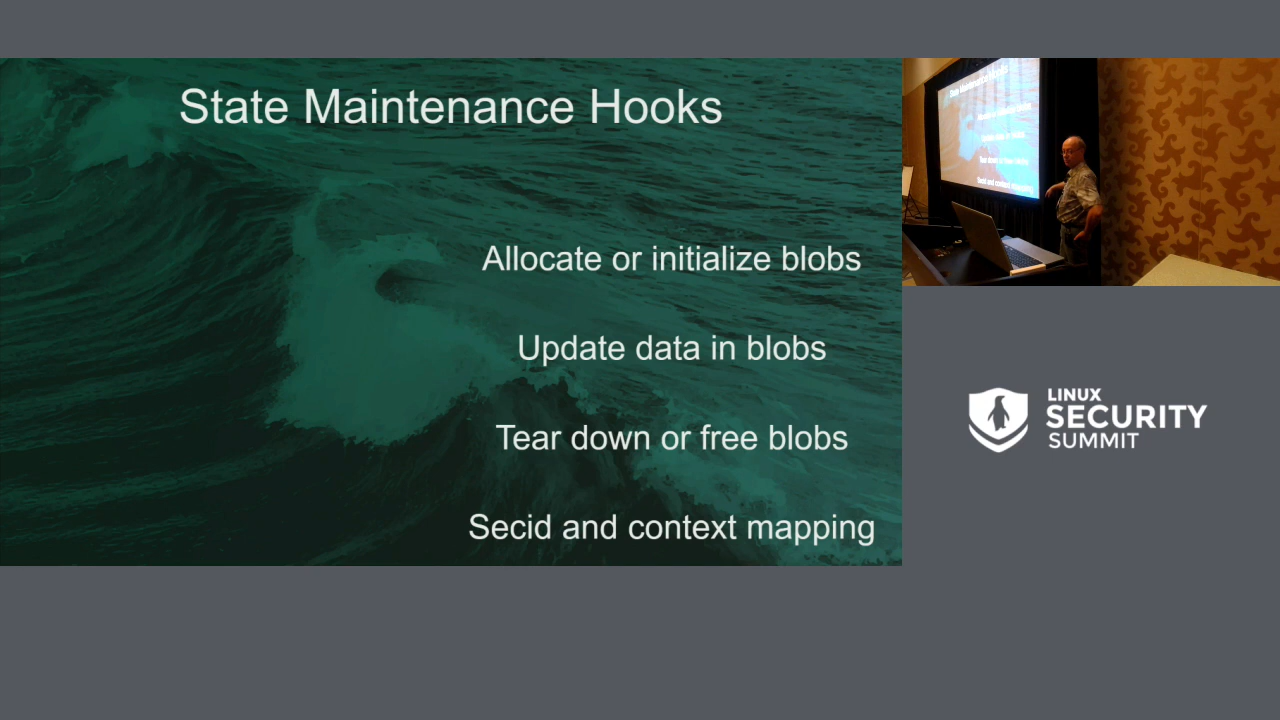 State Maintenance Hooks
Allocate or initialize blobs
Update data in blobs
Tear down or free blobs
Secid and context mapping
LINUX
SECURITY
SUMMIT